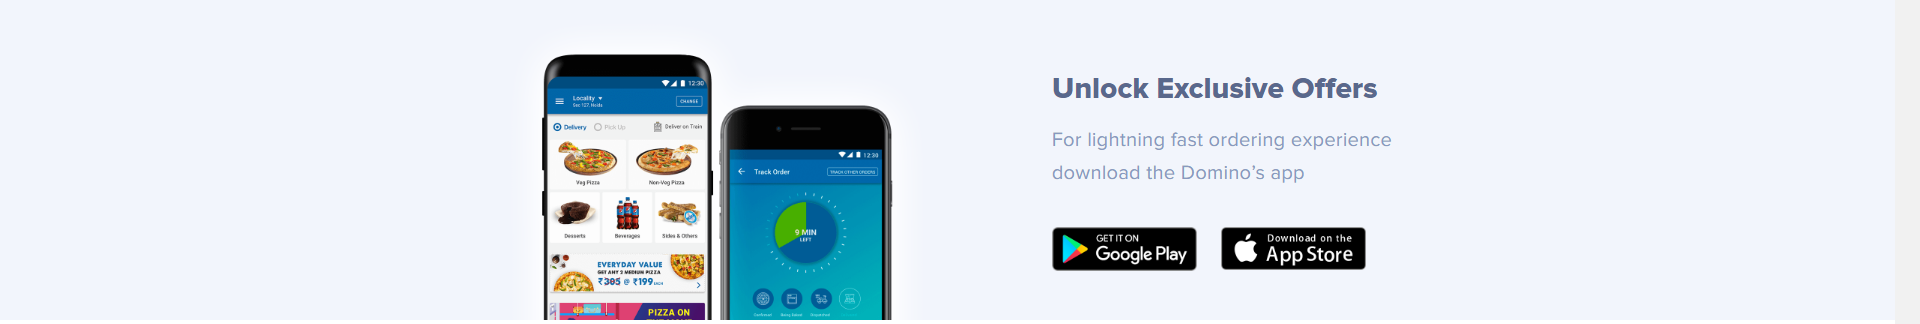 12:30
Locality
Sec 127, Noida
CHANGE
Delivery
Pick Up
Deliver on Train
Veg Pizza
Non-Veg Pizza
Desserts
Beverages
Sides & Others
EVERYDAY VALUE
GET ANY 2 MEDIUM PIZZA
₹305 @ ₹199 EACH
PIZZA ON
12:30
Track Order
TRACK OTHER ORDERS
9 MIN
LEFT
Unlock Exclusive Offers
For lightning fast ordering experience
download the Domino's app
GET IT ON
Google Play
Download on the
App Store